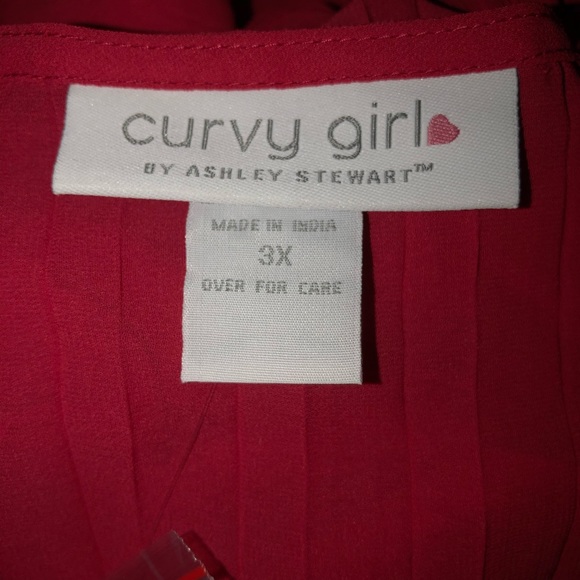 curvy girl
BY ASHLEY STEWART™
MADE IN INDIA
3X
OVER FOR CARE